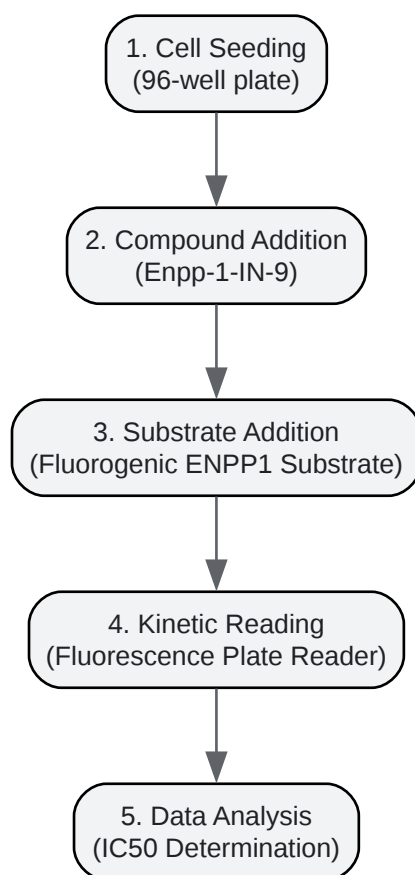 1. Cell Seeding
(96-well plate)
2. Compound Addition
(Enpp-1-IN-9)
3. Substrate Addition
(Fluorogenic ENPP1 Substrate)
4. Kinetic Reading
(Fluorescence Plate Reader)
5. Data Analysis
(IC50 Determination)